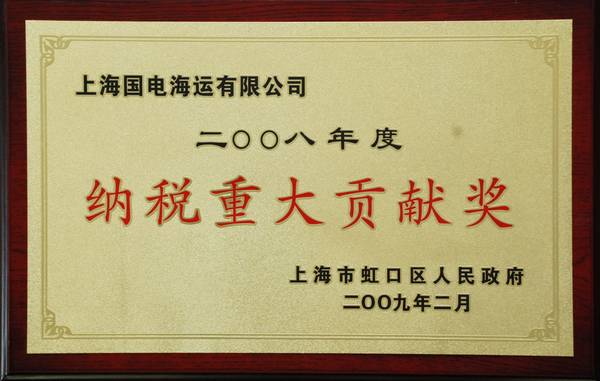 上海国电海运有限公司
二〇〇八年度
纳税重大贡献奖
上海市虹口区人民政府
二〇〇九年二月